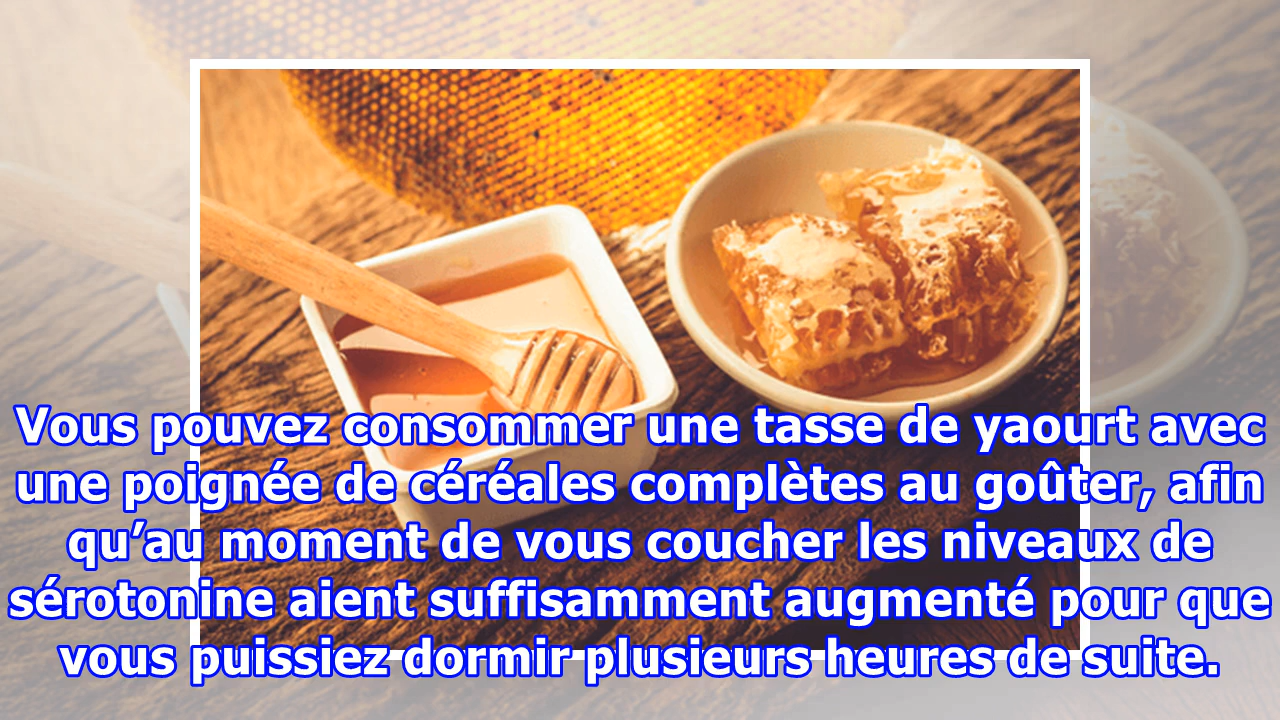 Vous pouvez consommer une tasse de yaourt avec
une poignée de céréales complètes au goûter, afin
qu’au moment de vous coucher les niveaux de
sérotonine aient suffisamment augmenté pour que
vous puissiez dormir plusieurs heures de suite.